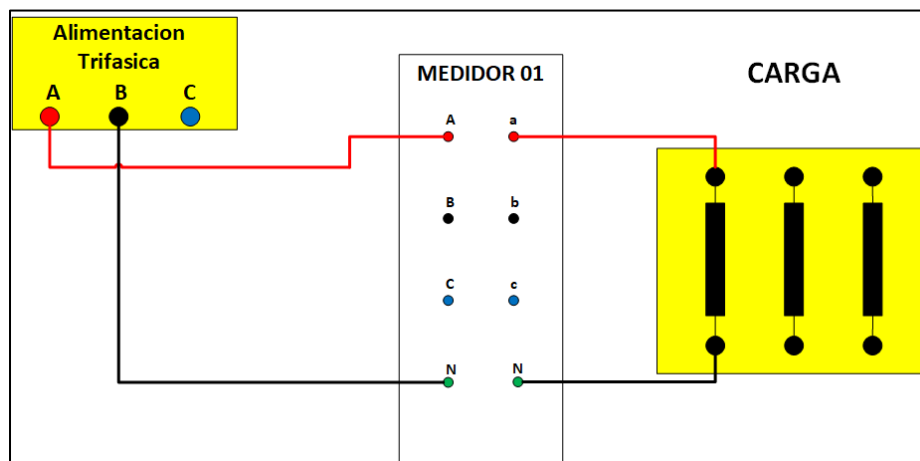 Alimentacion
Trifasica
A B C
MEDIDOR 01
CARGA
A a
B b
C c
N N